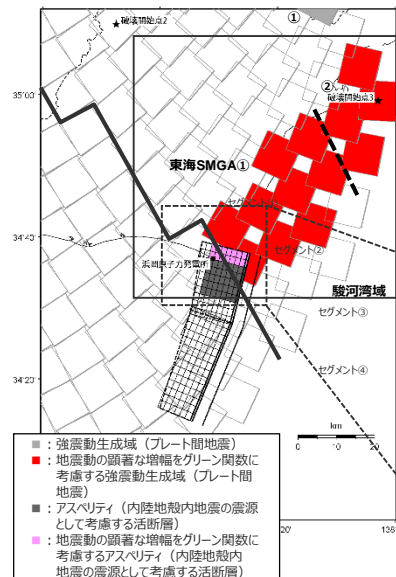 ①
★破壊開始点2
35°00'
②
破壊開始点3
東海SMGA①
セグメント
34°40'
セグメント②
浜岡原子力発電所
駿河湾域
セグメント③
34°20'
セグメント④
km
0 10 20
■：強震動生成域（プレート間地震）
■：地震動の顕著な増幅をグリーン関数に
考慮する強震動生成域（プレート間
地震）
■：アスペリティ（内陸地殻内地震の震源
として考慮する活断層）
■：地震動の顕著な増幅をグリーン関数に
考慮するアスペリティ（内陸地殻内
地震の震源として考慮する活断層）
20'
138°